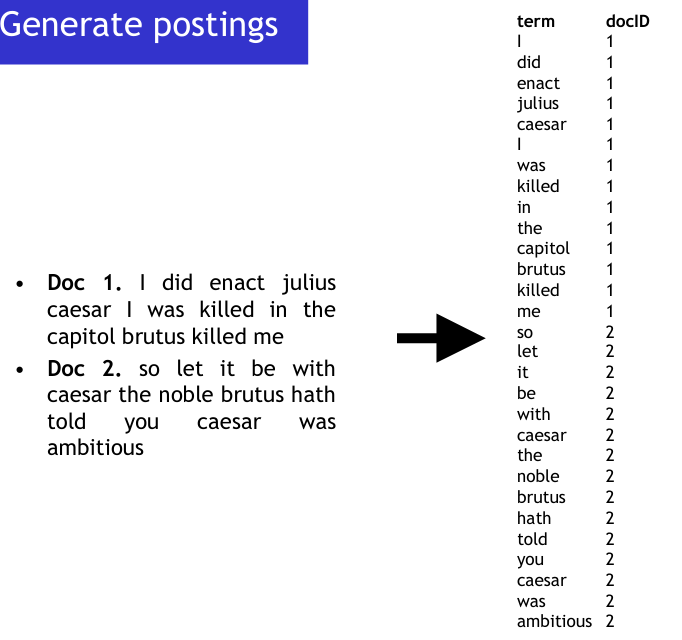 Generate postings
• Doc 1. I did enact julius
caesar I was killed in the
capitol brutus killed me
• Doc 2. so let it be with
caesar the noble brutus hath
told you caesar was
ambitious
term docID
I 1
did 1
enact 1
julius 1
caesar 1
I 1
was 1
killed 1
in 1
the 1
capitol 1
brutus 1
killed 1
me 1
so 2
let 2
it 2
be 2
with 2
caesar 2
the 2
noble 2
brutus 2
hath 2
told 2
you 2
caesar 2
was 2
ambitious 2